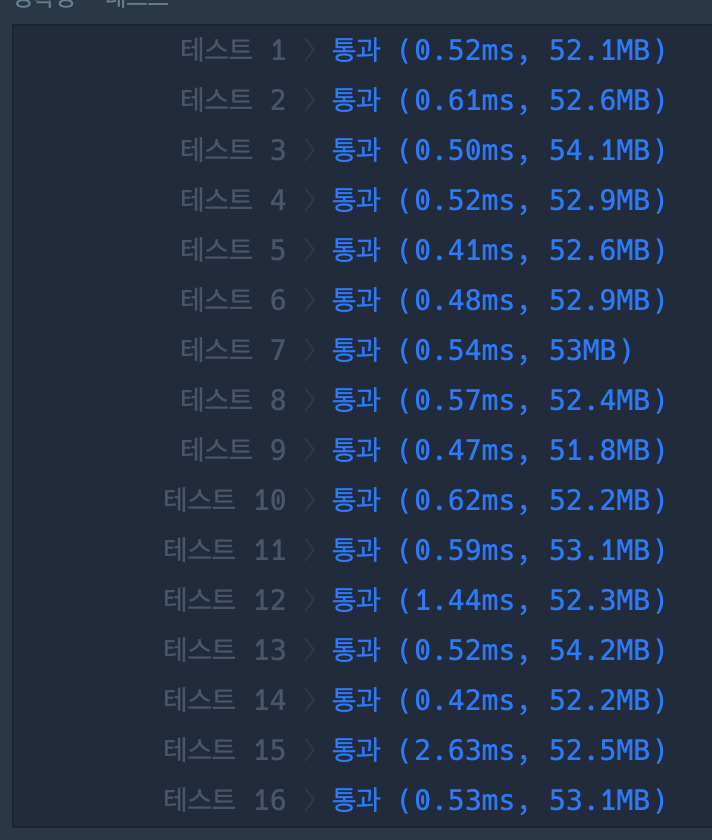 테스트 1 〉 통과 (0.52ms, 52.1MB)
테스트 2 〉 통과 (0.61ms, 52.6MB)
테스트 3 〉 통과 (0.50ms, 54.1MB)
테스트 4 〉 통과 (0.52ms, 52.9MB)
테스트 5 〉 통과 (0.41ms, 52.6MB)
테스트 6 〉 통과 (0.48ms, 52.9MB)
테스트 7 〉 통과 (0.54ms, 53MB)
테스트 8 〉 통과 (0.57ms, 52.4MB)
테스트 9 〉 통과 (0.47ms, 51.8MB)
테스트 10 〉 통과 (0.62ms, 52.2MB)
테스트 11 〉 통과 (0.59ms, 53.1MB)
테스트 12 〉 통과 (1.44ms, 52.3MB)
테스트 13 〉 통과 (0.52ms, 54.2MB)
테스트 14 〉 통과 (0.42ms, 52.2MB)
테스트 15 〉 통과 (2.63ms, 52.5MB)
테스트 16 〉 통과 (0.53ms, 53.1MB)